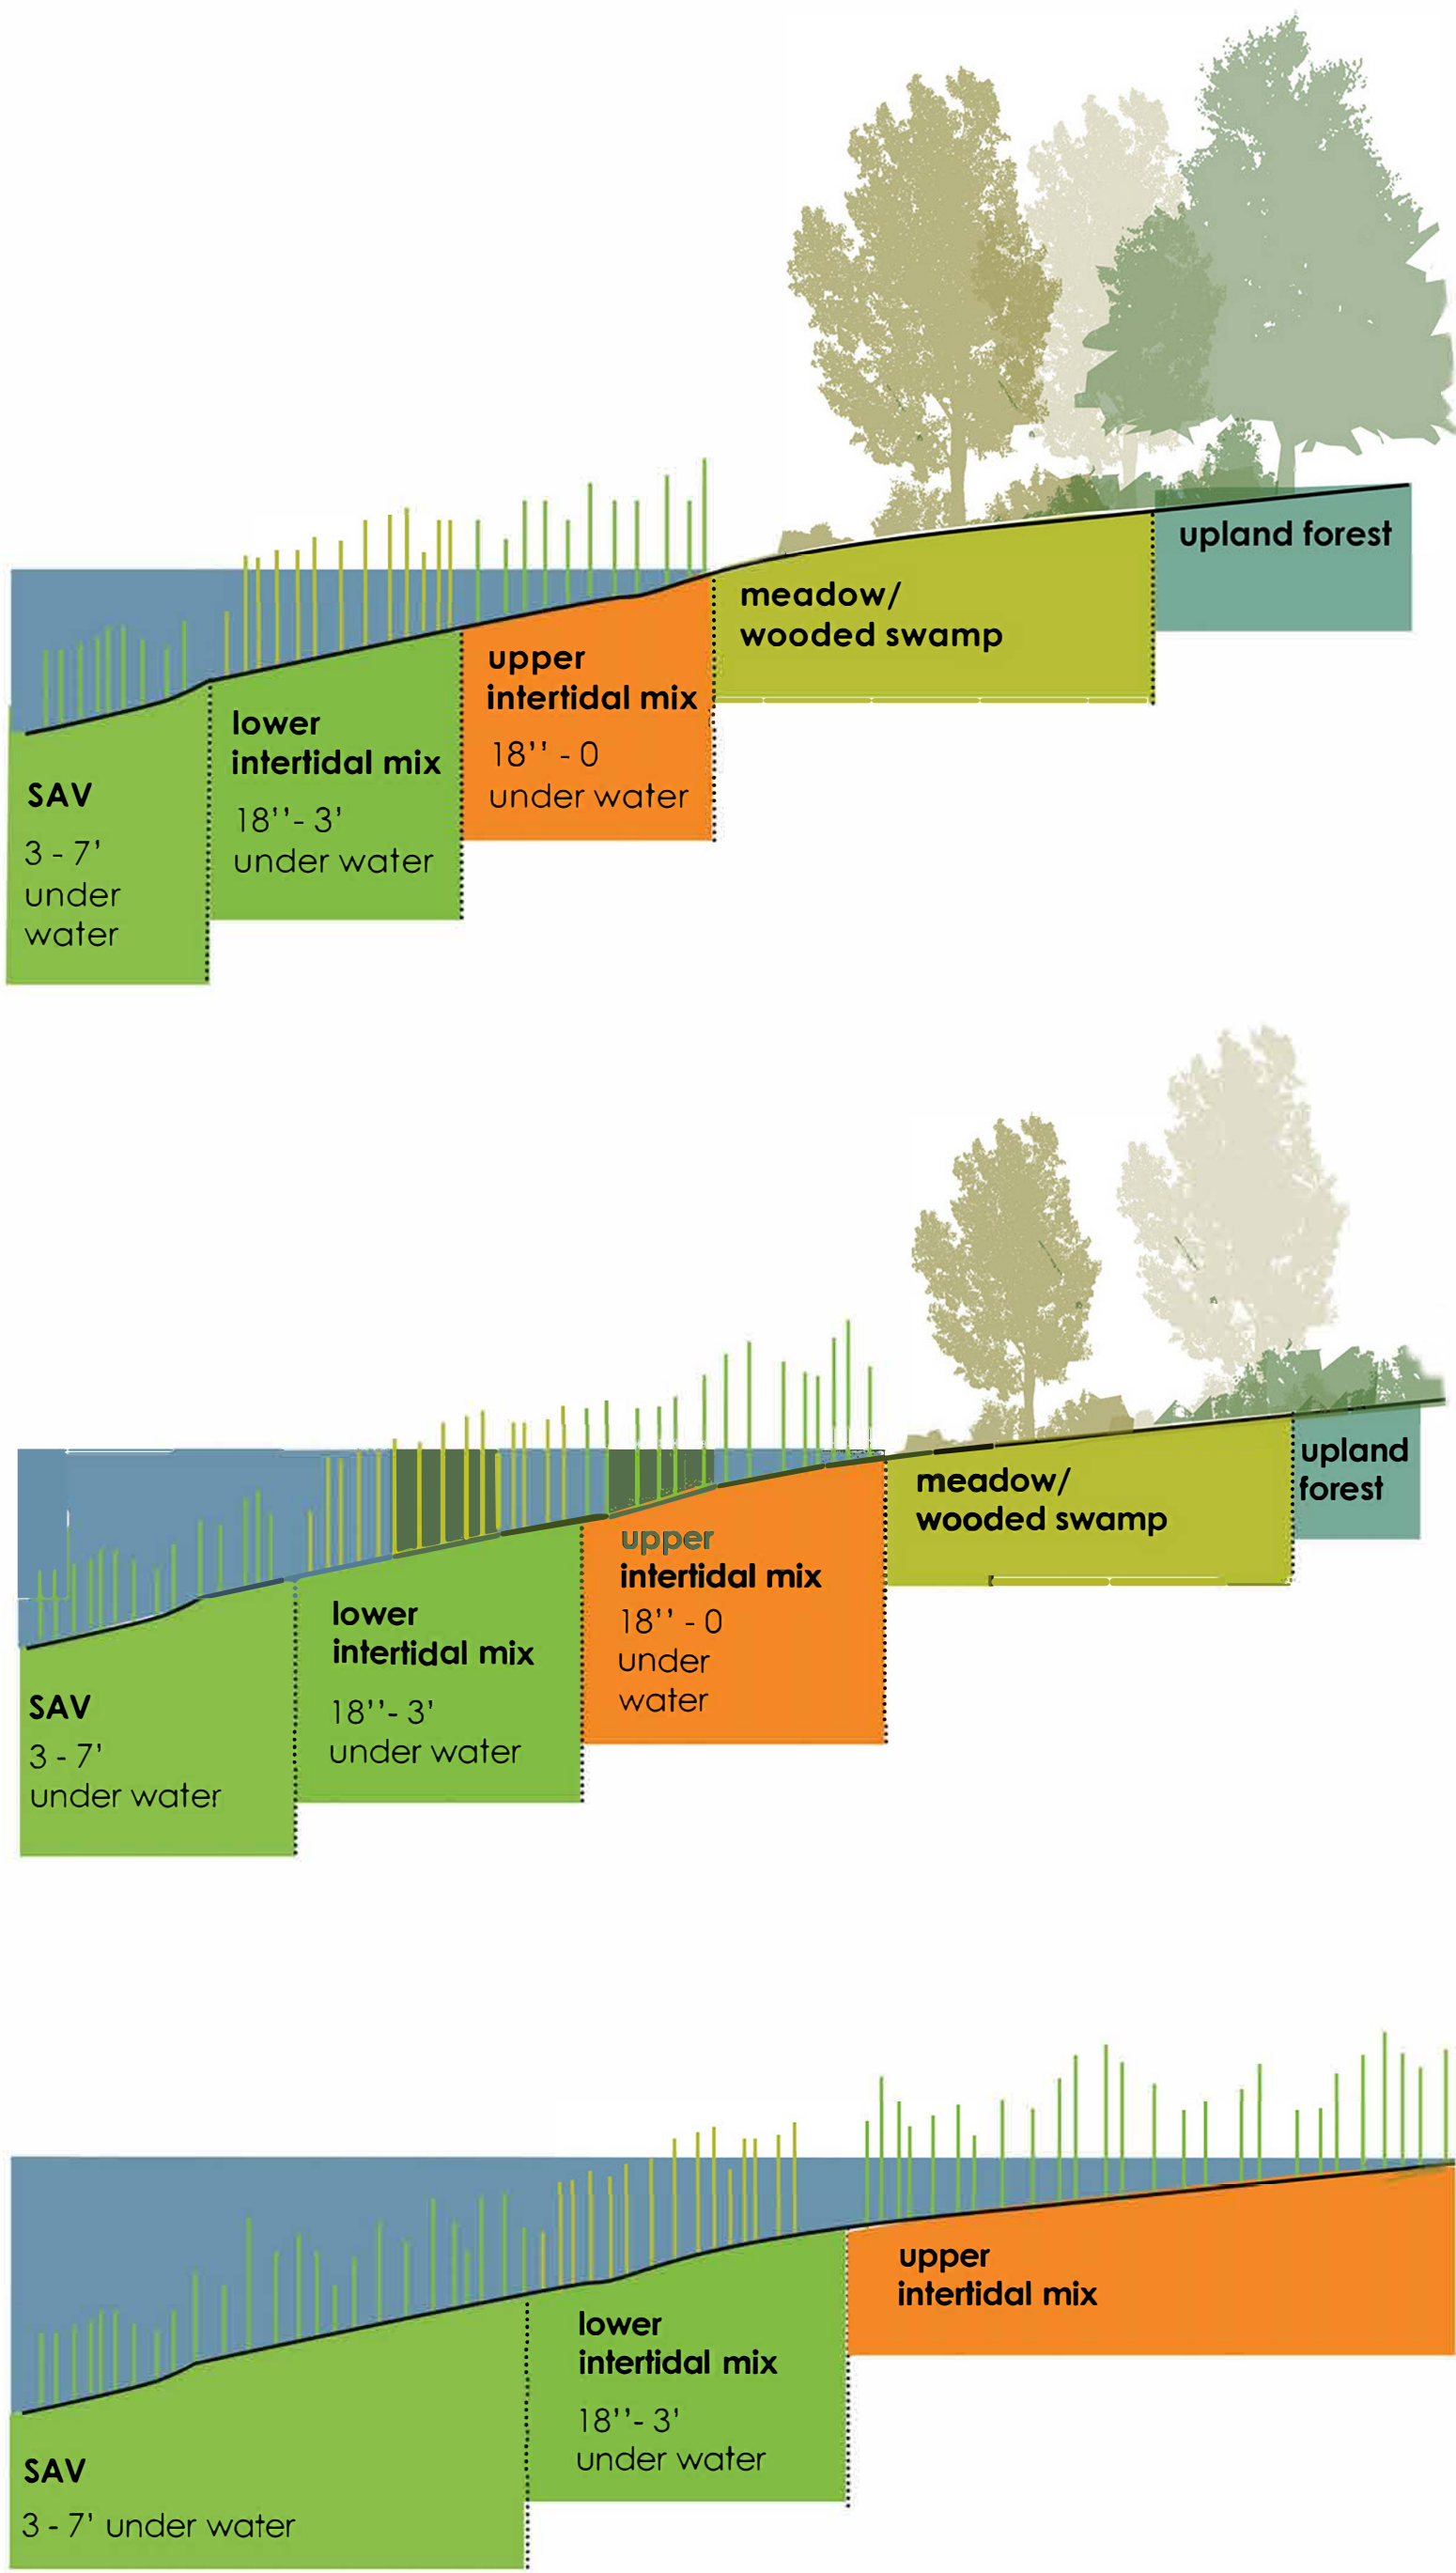 upland forest
meadow/
wooded swamp
upper
intertidal mix
18'' - 0
under water
lower
intertidal mix
18''- 3'
under water
SAV
3 - 7'
under
water
upland
forest
meadow/
wooded swamp
upper
intertidal mix
18'' - 0
under
water
lower
intertidal mix
18''- 3'
under water
SAV
3 - 7'
under water
upper
intertidal mix
lower
intertidal mix
18''- 3'
under water
SAV
3 - 7' under water